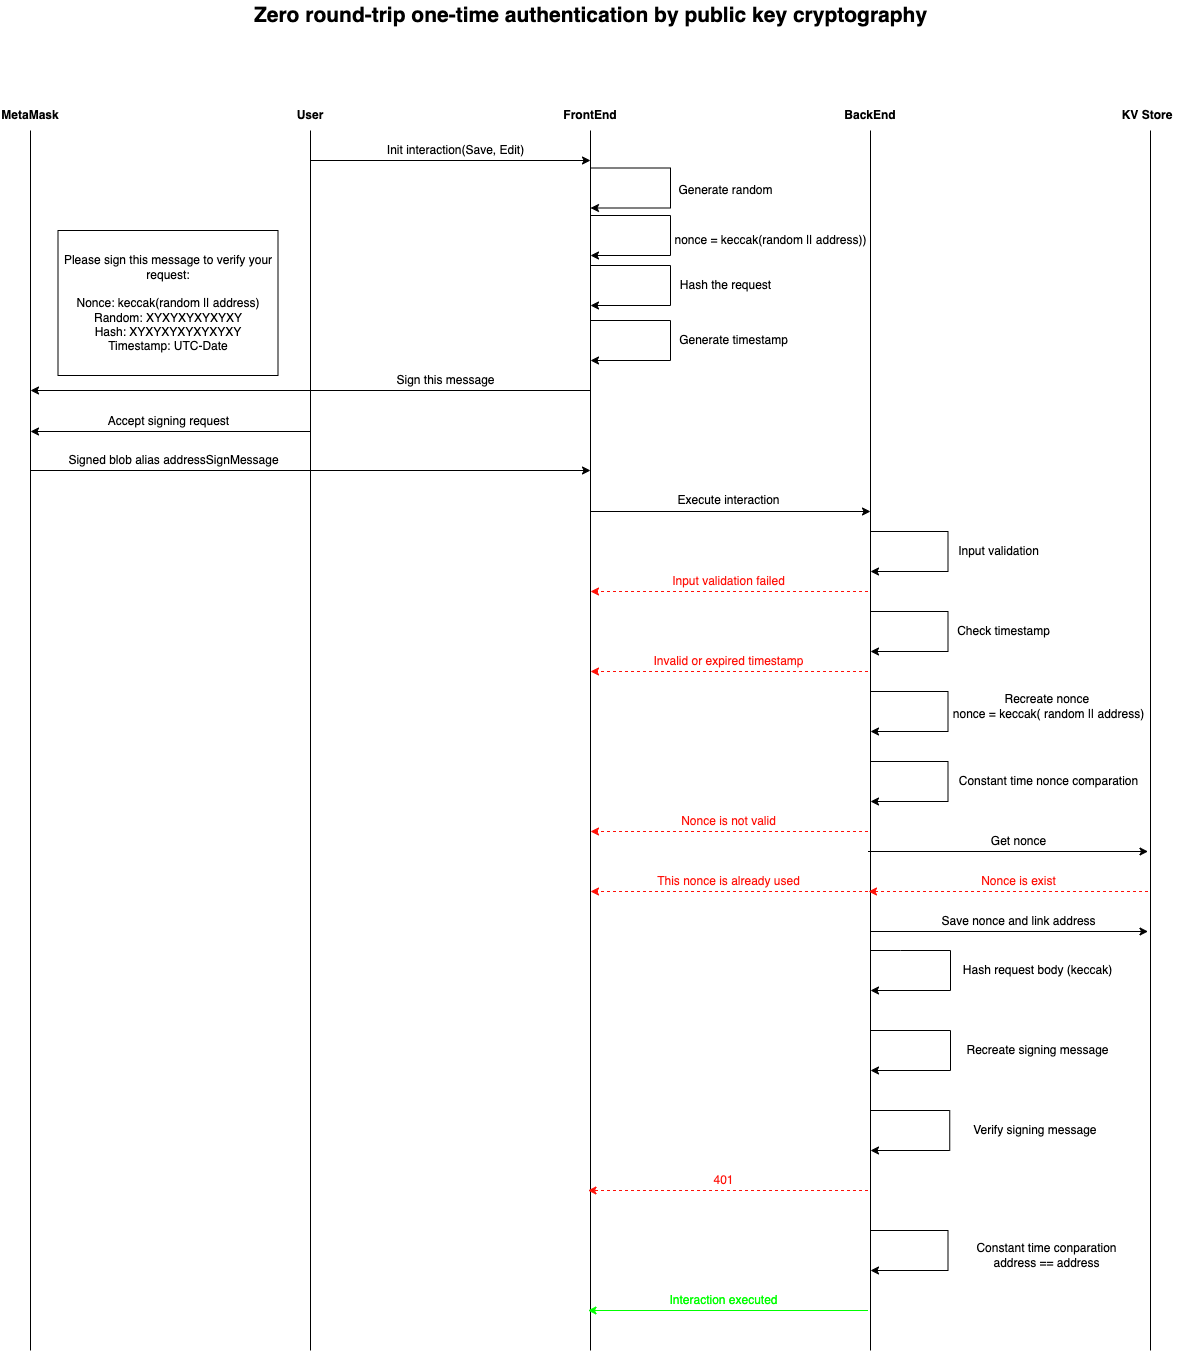 Zero round-trip one-time authentication by public key cryptography
MetaMask
User
FrontEnd
BackEnd
KV Store
Init interaction(Save, Edit)
Generate random
nonce = keccak(random || address))
Please sign this message to verify your
request:
Nonce: keccak(random || address)
Random: XYXYXYXYXYXY
Hash: XYXYXYXYXYXYXY
Timestamp: UTC-Date
Hash the request
Generate timestamp
Sign this message
Accept signing request
Signed blob alias addressSignMessage
Execute interaction
Input validation
Input validation failed
Check timestamp
Invalid or expired timestamp
Recreate nonce
nonce = keccak( random || address)
Constant time nonce comparation
Nonce is not valid
Get nonce
This nonce is already used
Nonce is exist
Save nonce and link address
Hash request body (keccak)
Recreate signing message
Verify signing message
401
Constant time conparation
address == address
Interaction executed